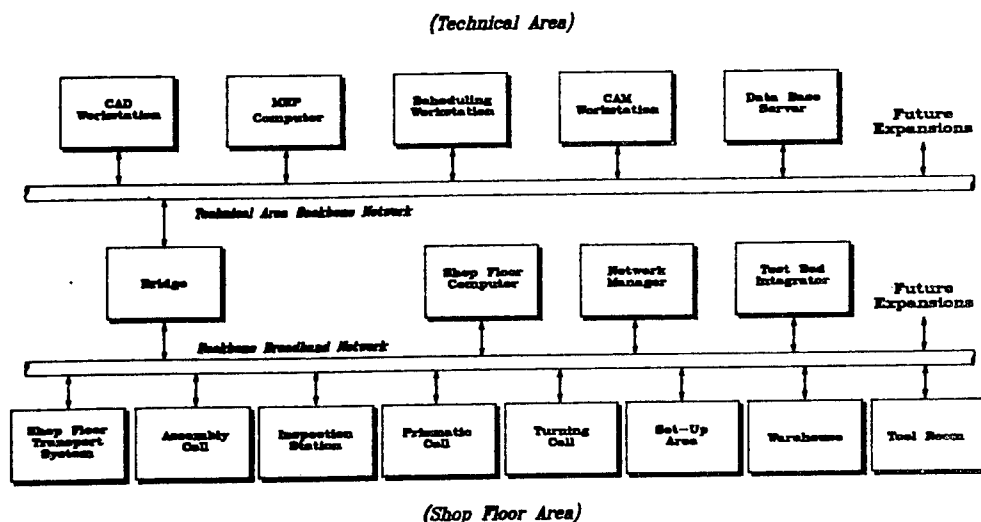 (Technical Area)
CAD
Workstation
MRP
Computer
Scheduling
Workstation
CAM
Workstation
Data Base
Server
Future
Expansions
Technical Area Backbone Network
Bridge
Shop Floor
Computer
Network
Manager
Test Bed
Integrator
Future
Expansions
Backbone Broadband Network
Shop Floor
Transport
System
Assembly
Cell
Inspection
Station
Prismatic
Cell
Turning
Cell
Set-Up
Area
Warehouse
Tool Room
(Shop Floor Area)